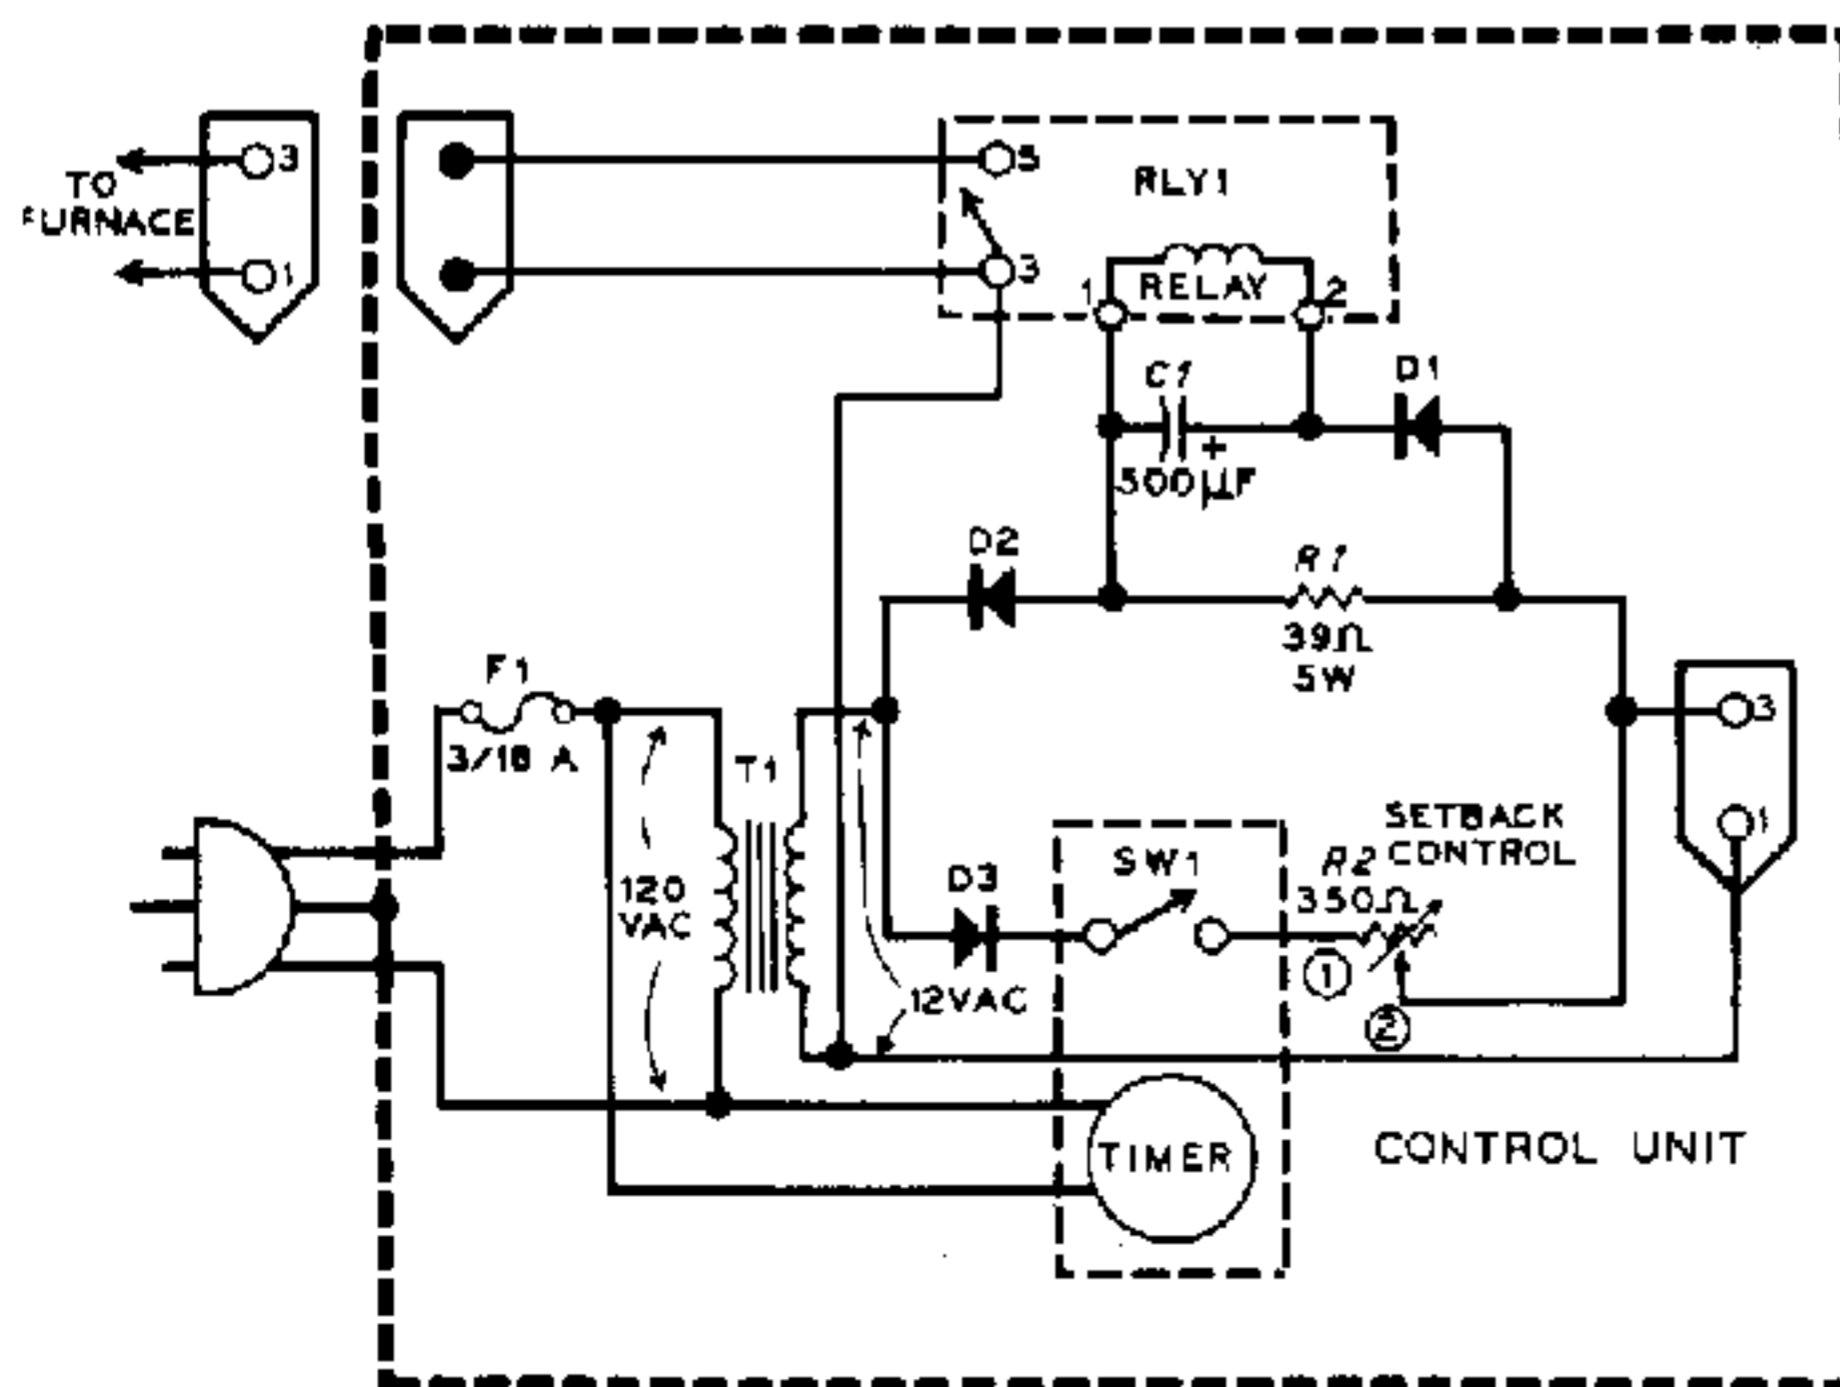 3
TO
FURNACE
1
5
RLY1
3
1
RELAY
2
C1
+
500µF
D1
D2
R1
39Ω
5W
F1
3/16 A
T1
120
VAC
12VAC
D3
SW1
SETBACK
CONTROL
R2
350Ω
1
2
3
1
TIMER
CONTROL UNIT